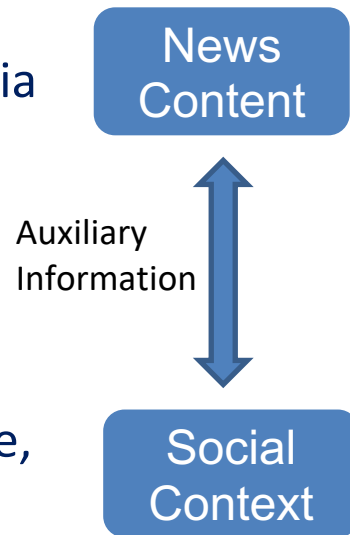 News
Content
ia
Auxiliary
Information
e,
Social
Context